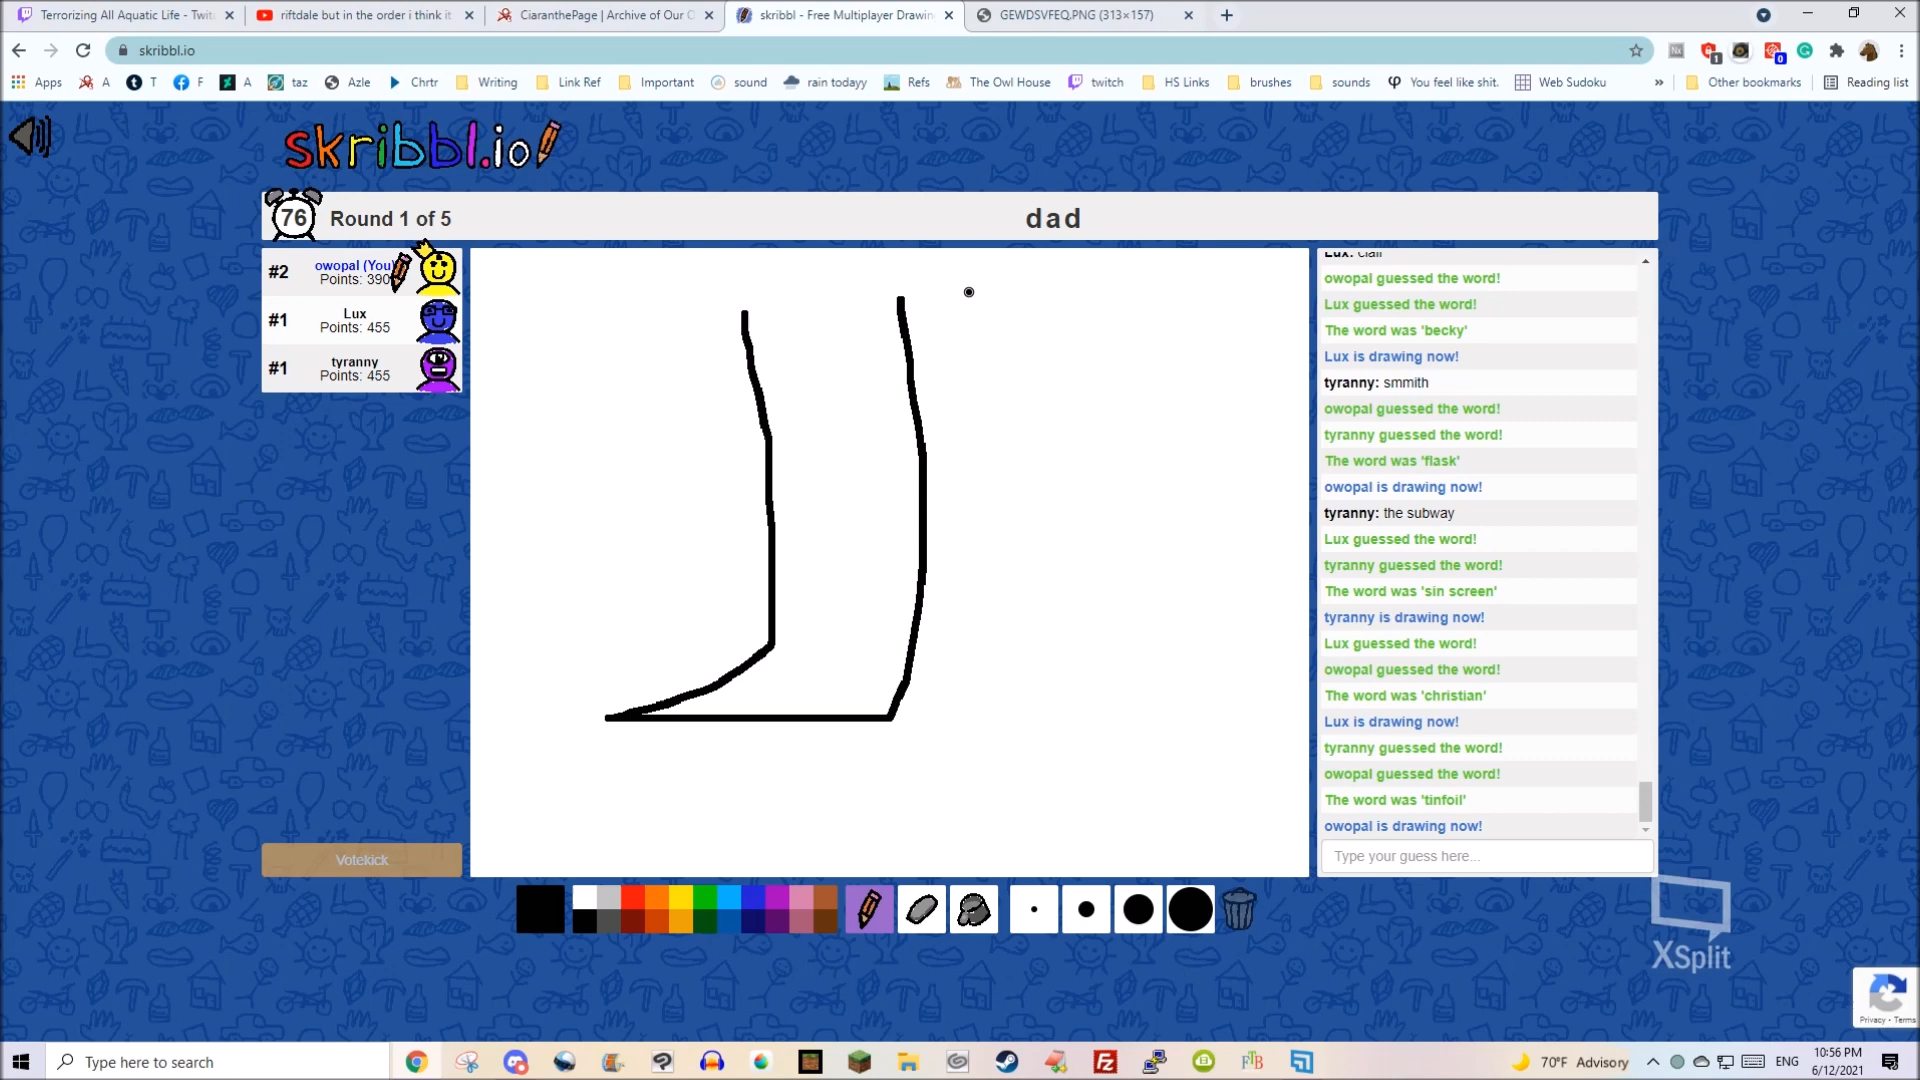 Terrorizing All Aquatic Life - Twit
riftdale but in the order i think it
CiaranthePage | Archive of Our O
skribbl - Free Multiplayer Drawin
GEWDSVFEQ.PNG (313×157)
skribbl.io
Apps A T F A taz Azle Chrtr Writing Link Ref Important sound rain todayy Refs The Owl House twitch HS Links brushes sounds You feel like shit. Web Sudoku » Other bookmarks Reading list
skribbl.io
76 Round 1 of 5
dad
#2 owopal (You)
Points: 390
#1 Lux
Points: 455
#1 tyranny
Points: 455
Votekick
owopal guessed the word!
Lux guessed the word!
The word was 'becky'
Lux is drawing now!
tyranny: smmith
owopal guessed the word!
tyranny guessed the word!
The word was 'flask'
owopal is drawing now!
tyranny: the subway
Lux guessed the word!
tyranny guessed the word!
The word was 'sin screen'
tyranny is drawing now!
Lux guessed the word!
owopal guessed the word!
The word was 'christian'
Lux is drawing now!
tyranny guessed the word!
owopal guessed the word!
The word was 'tinfoil'
owopal is drawing now!
Type your guess here...
XSplit
Privacy - Terms
Type here to search
70°F Advisory
ENG
10:56 PM
6/12/2021